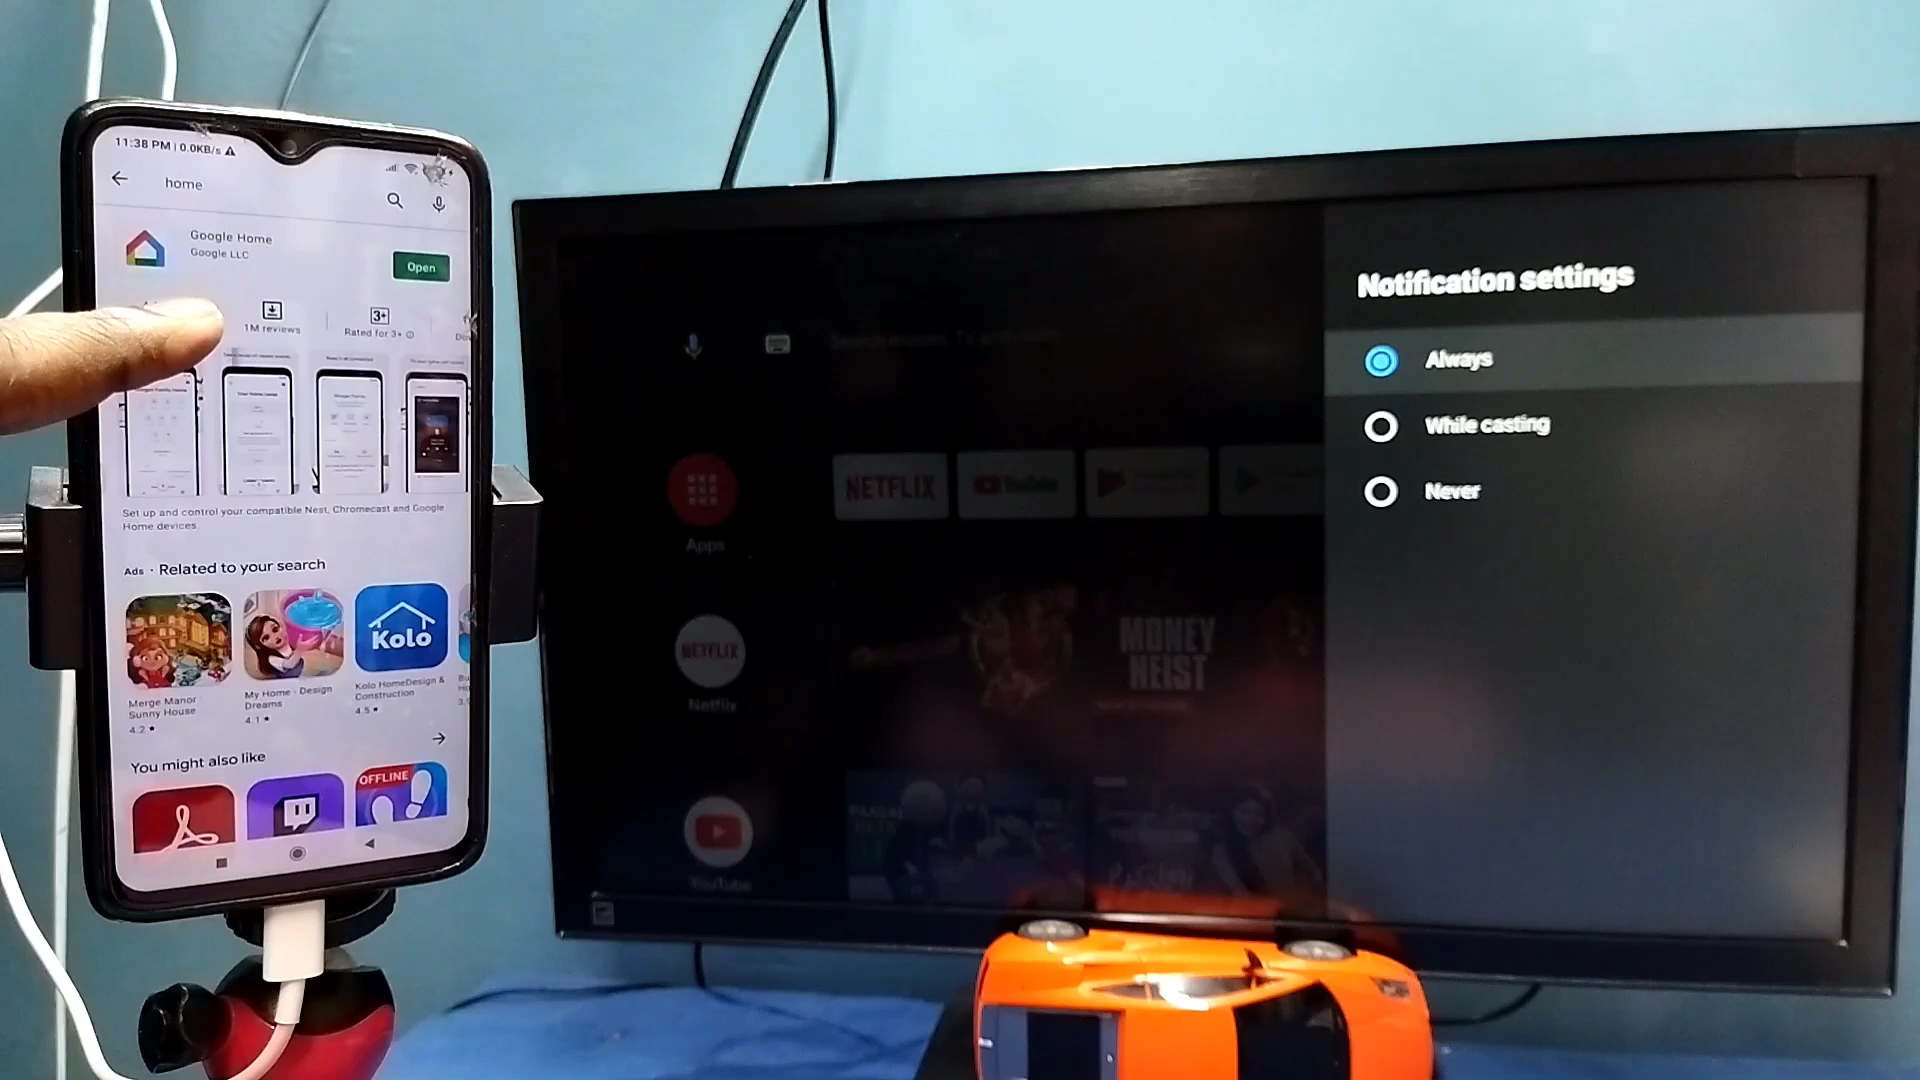 11:38 PM | 0.0KB/s
home
Google Home
Google LLC
Open
1M reviews
3+
Rated for 3+
Set up and control your compatible Nest, Chromecast and Google
Home devices.
Ads · Related to your search
Kolo
Merge Manor :
Sunny House
4.2 ★
My Home - Design
Dreams
4.1 ★
Kolo HomeDesign &
Construction
4.5 ★
You might also like
OFFLINE
Notification settings
Always
While casting
Never
NETFLIX
YouTube
Apps
NETFLIX
Netflix
MONEY
HEIST
YouTube